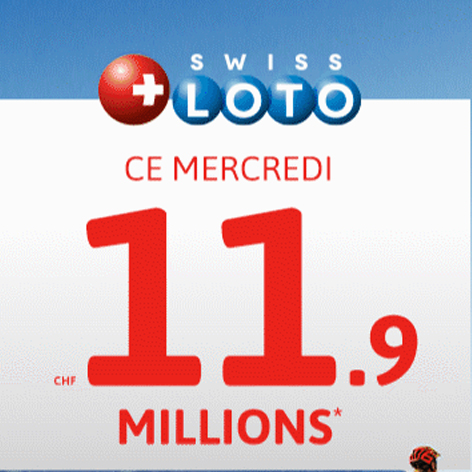 SWISS
LOTO
CE MERCREDI
CHF 11.9
MILLIONS*